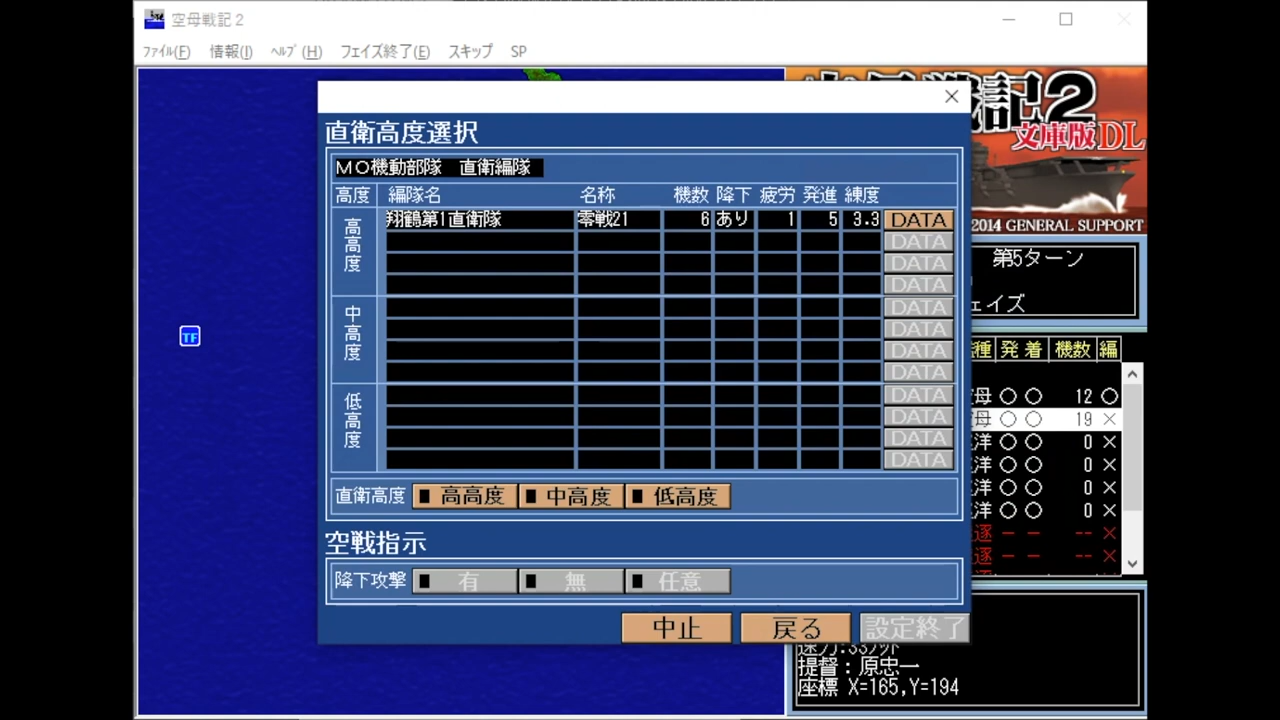 空母戦記2
ﾌｧｲﾙ(F) 情報(I) ﾍﾙﾌﾟ(H) フェイズ終了(E) スキップ SP
記2
文庫版DL
2014 GENERAL SUPPORT
第5ターン
ェイズ
直衛高度選択
MO機動部隊 直衛編隊
高度 編隊名 名称 機数 降下 疲労 発進 練度
高高度 翔鶴第1直衛隊 零戦21 6 あり 1 5 3.3 DATA
DATA
DATA
DATA
中高度 DATA
DATA
DATA
DATA
低高度 DATA
DATA
DATA
DATA
直衛高度 高高度 中高度 低高度
空戦指示
降下攻撃 有 無 任意
中止 戻る 設定終了
TF
種 発 着 機数 編
母 ○ ○ 12 ○
母 ○ ○ 19 ×
洋 ○ ○ 0 ×
洋 ○ ○ 0 ×
洋 ○ ○ 0 ×
洋 ○ ○ 0 ×
逐 － － -- ×
逐 － － -- ×
速力:33ﾉｯﾄ
提督：原忠一
座標 X=165,Y=194